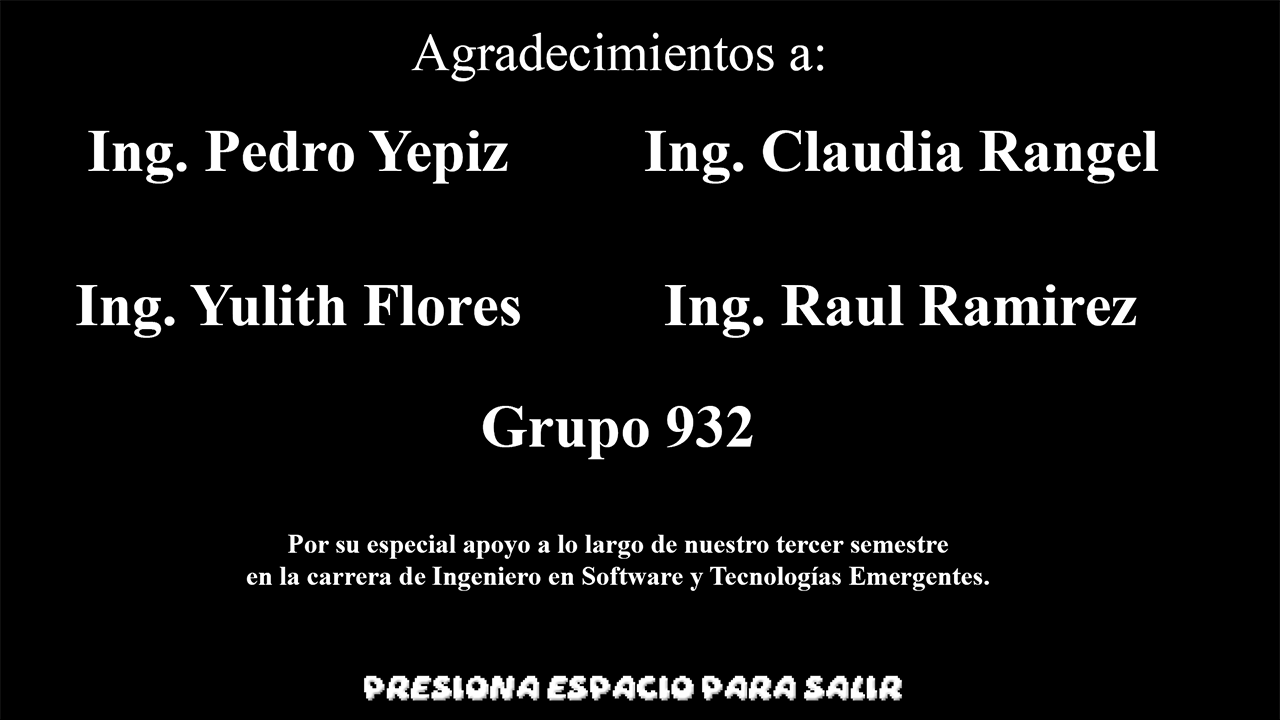 Agradecimientos a:
Ing. Pedro Yepiz
Ing. Claudia Rangel
Ing. Yulith Flores
Ing. Raul Ramirez
Grupo 932
Por su especial apoyo a lo largo de nuestro tercer semestre
en la carrera de Ingeniero en Software y Tecnologías Emergentes.
PRESIONA ESPACIO PARA SALIR